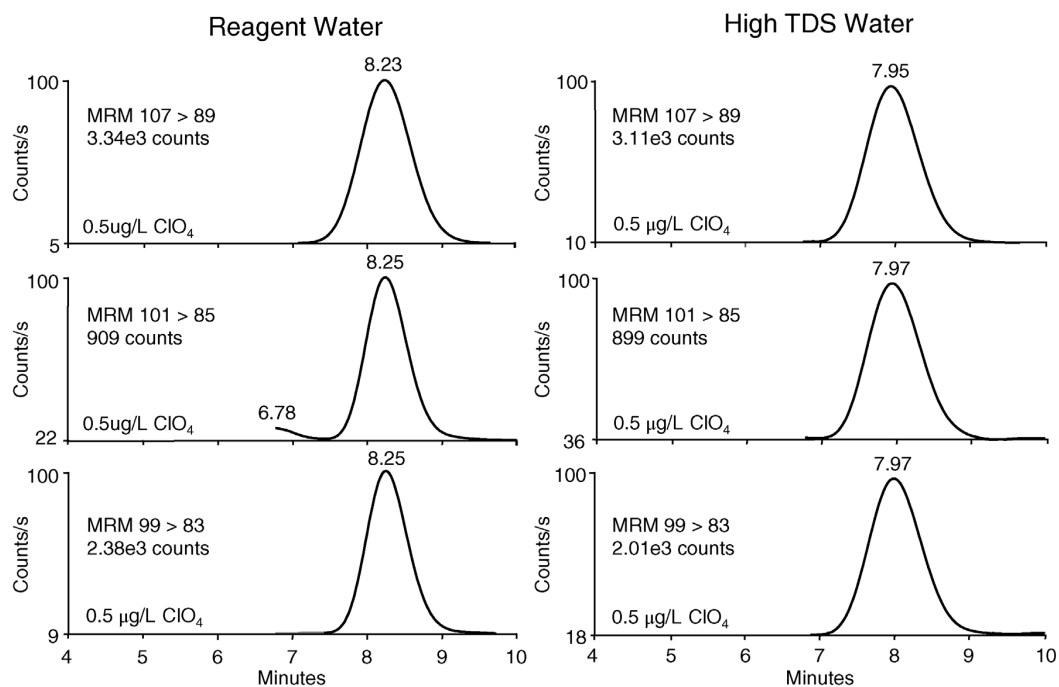 Reagent Water
8.23
100
MRM 107 > 89
3.34e3 counts
Counts/s
0.5ug/L ClO₄
5
8.25
100
MRM 101 > 85
909 counts
Counts/s
6.78
0.5ug/L ClO₄
22
8.25
100
MRM 99 > 83
2.38e3 counts
Counts/s
0.5 µg/L ClO₄
9
4 5 6 7 8 9 10
Minutes
High TDS Water
7.95
100
MRM 107 > 89
3.11e3 counts
Counts/s
0.5 µg/L ClO₄
10
7.97
100
MRM 101 > 85
899 counts
Counts/s
0.5 µg/L ClO₄
36
7.97
100
MRM 99 > 83
2.01e3 counts
Counts/s
0.5 µg/L ClO₄
18
4 5 6 7 8 9 10
Minutes